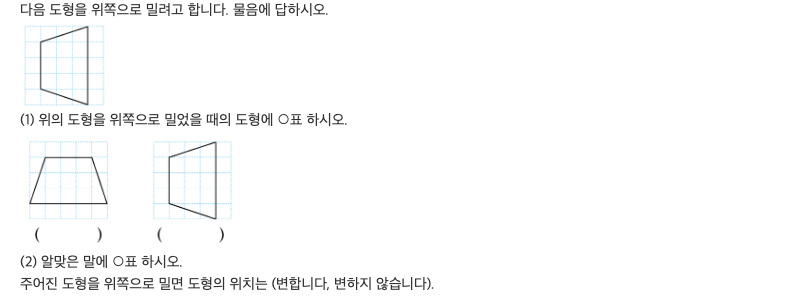 다음 도형을 위쪽으로 밀려고 합니다. 물음에 답하시오.
(1) 위의 도형을 위쪽으로 밀었을 때의 도형에 ○표 하시오.
( ) ( )
(2) 알맞은 말에 ○표 하시오.
주어진 도형을 위쪽으로 밀면 도형의 위치는 (변합니다, 변하지 않습니다).